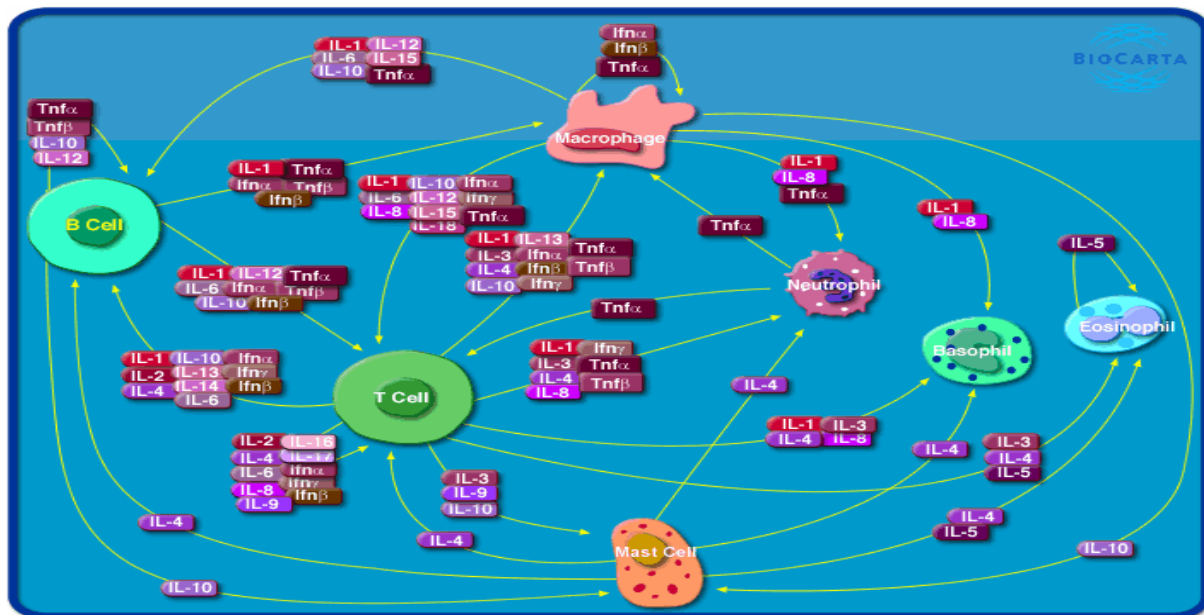 Ifnα
Ifnβ
Tnfα
BIOCARTA
IL-1 IL-12
IL-6 IL-15
IL-10 Tnfα
Macrophage
Tnfα
Tnfβ
IL-10
IL-12
B Cell
IL-1 Tnfα
Ifnα Tnfβ
Ifnβ
IL-1 IL-10 Ifnα
IL-6 IL-12 Ifnγ
IL-8 IL-15 Tnfα
IL-18
IL-1
IL-8
Tnfα
IL-1
IL-8
Tnfα
IL-5
IL-1 IL-13
IL-3 Ifnα Tnfα
IL-4 Ifnβ Tnfβ
IL-10 Ifnγ
IL-1 IL-12 Tnfα
IL-6 Ifnα Tnfβ
IL-10 Ifnβ
Neutrophil
Tnfα
Eosinophil
Basophil
IL-1 IL-10 Ifnα
IL-2 IL-13 Ifnγ
IL-4 IL-14 Ifnβ
IL-6
T Cell
IL-1 Ifnγ
IL-3 Tnfα
IL-4 Tnfβ
IL-8
IL-4
IL-1 IL-3
IL-4 IL-8
IL-2 IL-16
IL-4 IL-17
IL-6 Ifnα
Ifnγ
IL-8 Ifnβ
IL-9
IL-3
IL-9
IL-10
IL-4
IL-3
IL-4
IL-5
IL-4
IL-4
IL-4
IL-5
Mast Cell
IL-10
IL-10